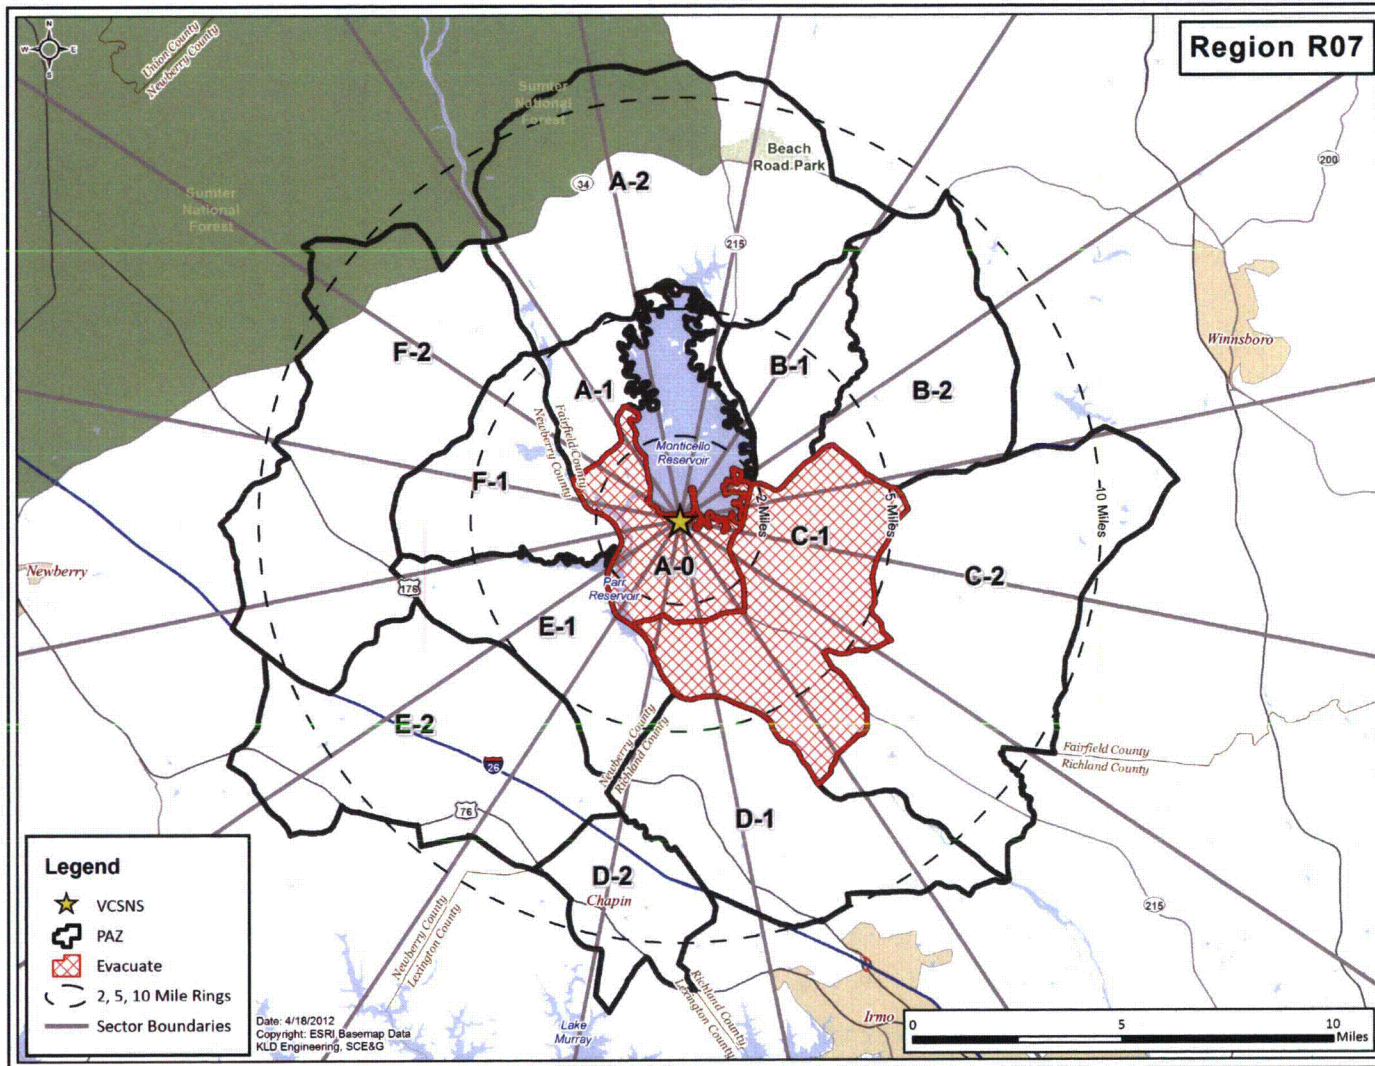 Region R07
N
W
E
S
Union County
Newberry County
Sumter
National
Forest
Beach
Road Park
200
34
A-2
Sumter
National
Forest
215
F-2
A-1
B-1
B-2
Winnsboro
Fairfield County
Newberry County
Monticello
Reservoir
F-1
2 Miles
5 Miles
10 Miles
C-1
A-0
C-2
Newberry
176
Parr
Reservoir
E-1
E-2
Newberry County
Richland County
Fairfield County
Richland County
26
76
D-1
D-2
Chapin
215
Newberry County
Lexington County
Richland County
Lexington County
Irmo
Lake
Murray
Legend
VCSNS
PAZ
Evacuate
2, 5, 10 Mile Rings
Sector Boundaries
Date: 4/18/2012
Copyright: ESRI Basemap Data
KLD Engineering, SCE&G
0 5 10
Miles